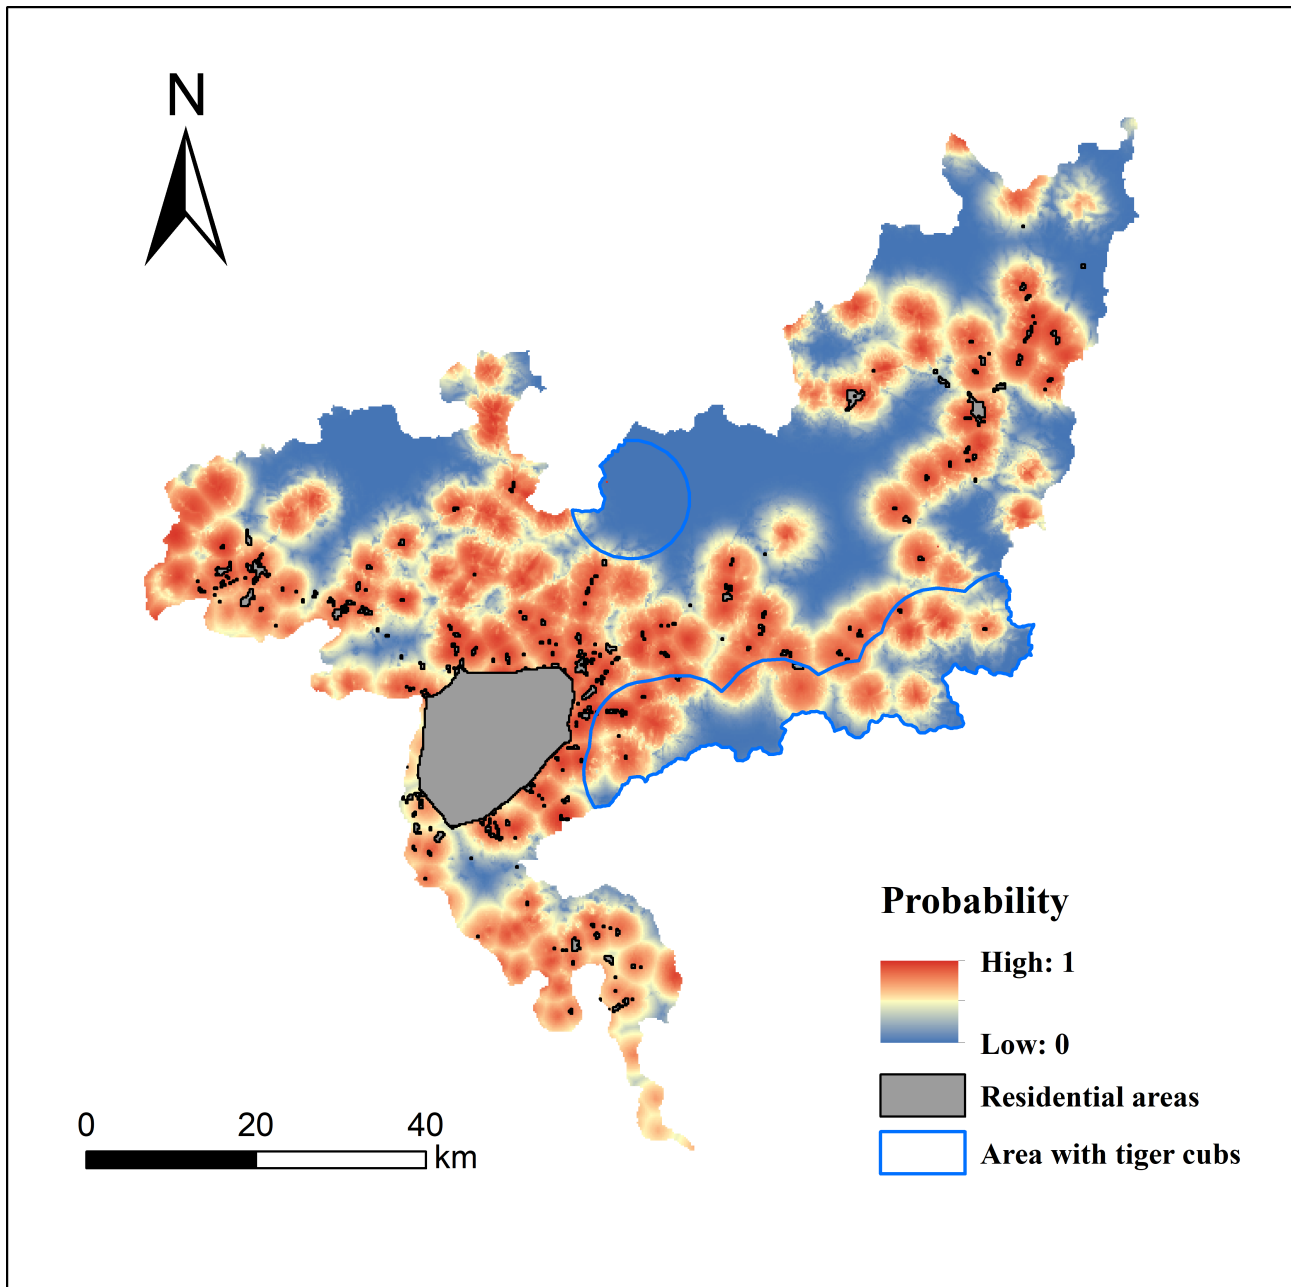 N
Probability
High: 1
Low: 0
Residential areas
Area with tiger cubs
0 20 40
km